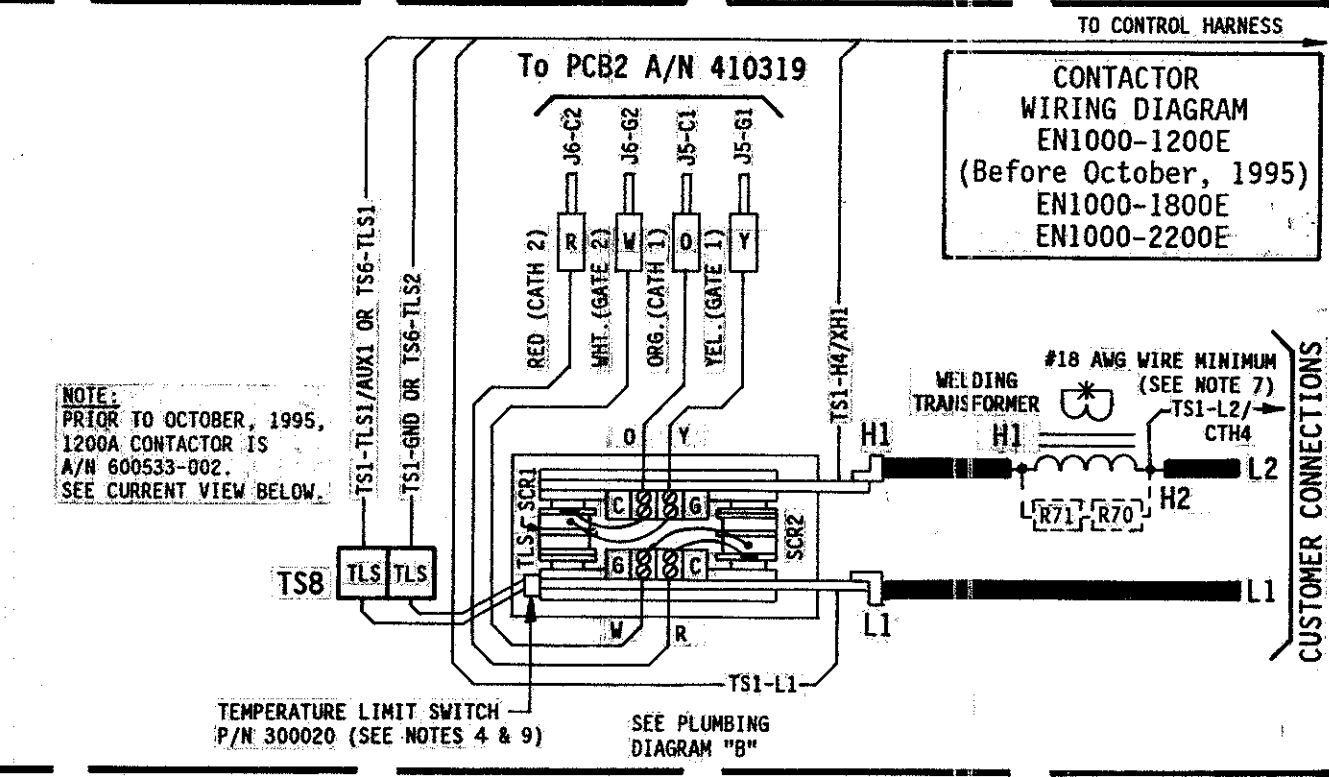 TO CONTROL HARNESS
To PCB2 A/N 410319
CONTACTOR
WIRING DIAGRAM
EN1000-1200E
(Before October, 1995)
EN1000-1800E
EN1000-2200E
J6-C2
J6-G2
J5-C1
J5-G1
R
W
O
Y
RED (CATH 2)
WHT.(GATE 2)
ORG.(CATH 1)
YEL.(GATE 1)
TS1-TLS1/AUX1 OR TS6-TLS1
TS1-GND OR TS6-TLS2
TS1-H4/XH1
NOTE:
PRIOR TO OCTOBER, 1995,
1200A CONTACTOR IS
A/N 600533-002.
SEE CURRENT VIEW BELOW.
#18 AWG WIRE MINIMUM
(SEE NOTE 7)
WELDING
TRANSFORMER
TS1-L2/
CTH4
O
Y
H1
H1
L2
H2
R71
R70
CUSTOMER CONNECTIONS
TLS
SCR1
C
G
SCR2
G
C
TS8
TLS
TLS
L1
L1
W
R
TS1-L1
TEMPERATURE LIMIT SWITCH
P/N 300020 (SEE NOTES 4 & 9)
SEE PLUMBING
DIAGRAM "B"